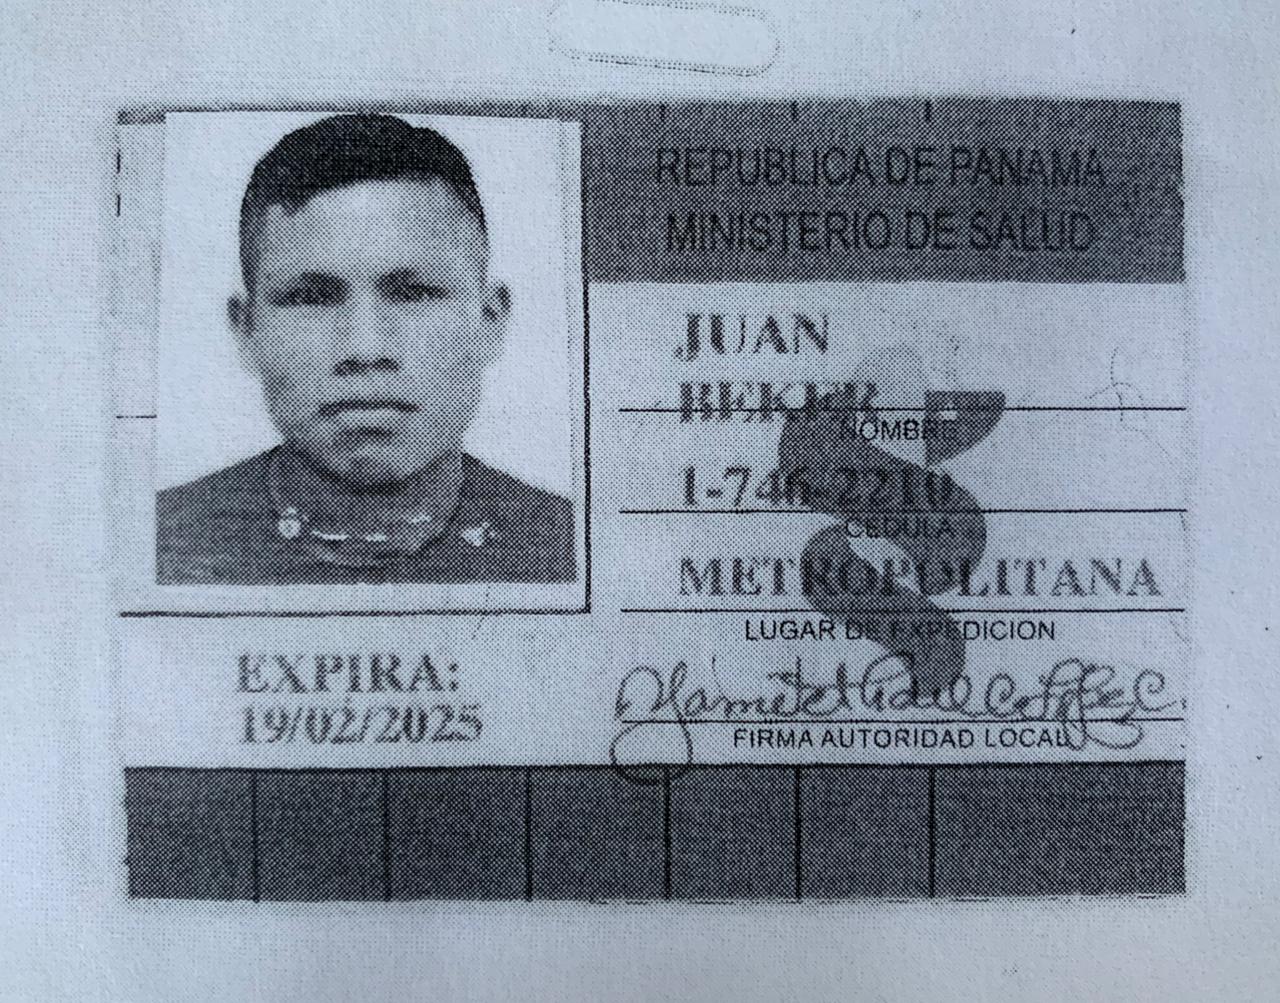 REPUBLICA DE PANAMA
MINISTERIO DE SALUD
JUAN
BEKER
NOMBRE
1-746-2210
CEDULA
METROPOLITANA
LUGAR DE EXPEDICION
FIRMA AUTORIDAD LOCAL
EXPIRA:
19/02/2025